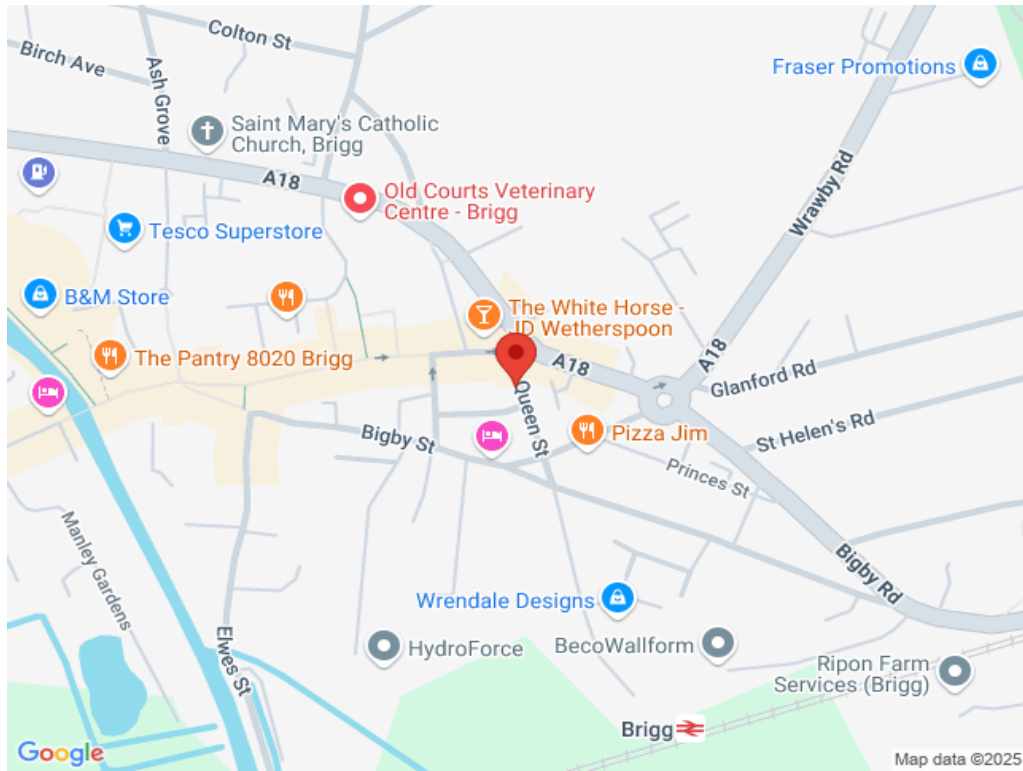 Colton St
Birch Ave
Ash Grove
Fraser Promotions
Saint Mary's Catholic
Church, Brigg
A18
Old Courts Veterinary
Centre - Brigg
Wrawby Rd
Tesco Superstore
B&M Store
The White Horse -
JD Wetherspoon
The Pantry 8020 Brigg
A18
A18
Glanford Rd
Queen St
Bigby St
Pizza Jim
St Helen's Rd
Princes St
Manley Gardens
Bigby Rd
Wrendale Designs
Elwes St
HydroForce
BecoWallform
Ripon Farm
Services (Brigg)
Brigg
Google
Map data ©2025